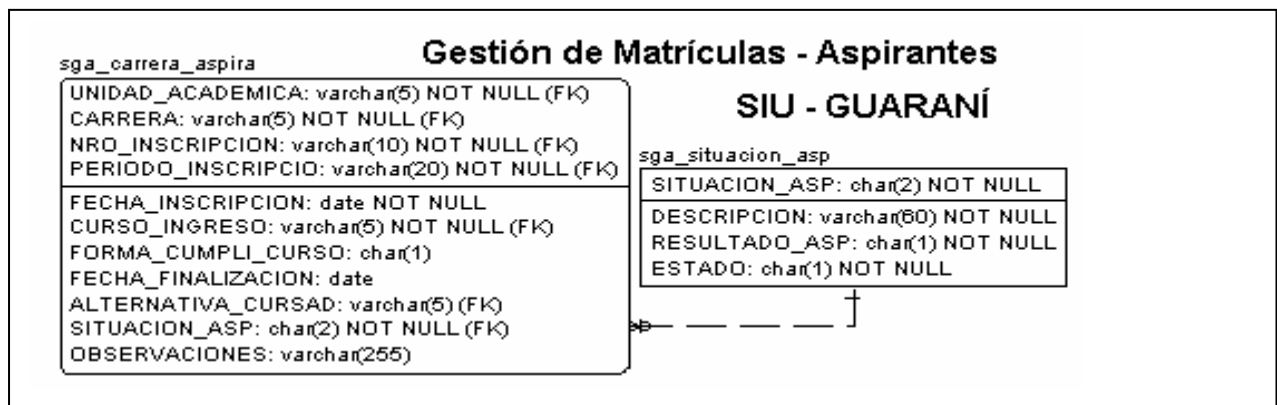 Gestión de Matrículas - Aspirantes
SIU - GUARANÍ
sga_carrera_aspira
UNIDAD_ACADEMICA: varchar(5) NOT NULL (FK)
CARRERA: varchar(5) NOT NULL (FK)
NRO_INSCRIPCION: varchar(10) NOT NULL (FK)
PERIODO_INSCRIPCIO: varchar(20) NOT NULL (FK)
FECHA_INSCRIPCION: date NOT NULL
CURSO_INGRESO: varchar(5) NOT NULL (FK)
FORMA_CUMPLI_CURSO: char(1)
FECHA_FINALIZACION: date
ALTERNATIVA_CURSAD: varchar(5) (FK)
SITUACION_ASP: char(2) NOT NULL (FK)
OBSERVACIONES: varchar(255)
sga_situacion_asp
SITUACION_ASP: char(2) NOT NULL
DESCRIPCION: varchar(60) NOT NULL
RESULTADO_ASP: char(1) NOT NULL
ESTADO: char(1) NOT NULL